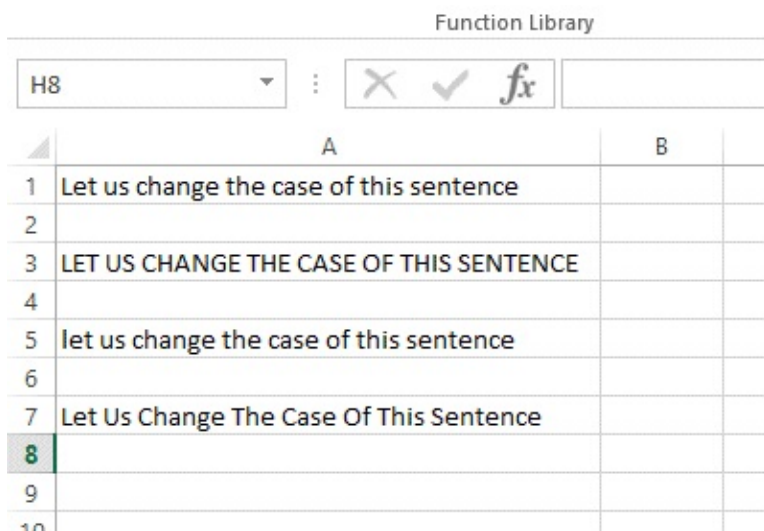 Function Library
H8 fx
A B
1 Let us change the case of this sentence
2
3 LET US CHANGE THE CASE OF THIS SENTENCE
4
5 let us change the case of this sentence
6
7 Let Us Change The Case Of This Sentence
8
9
10